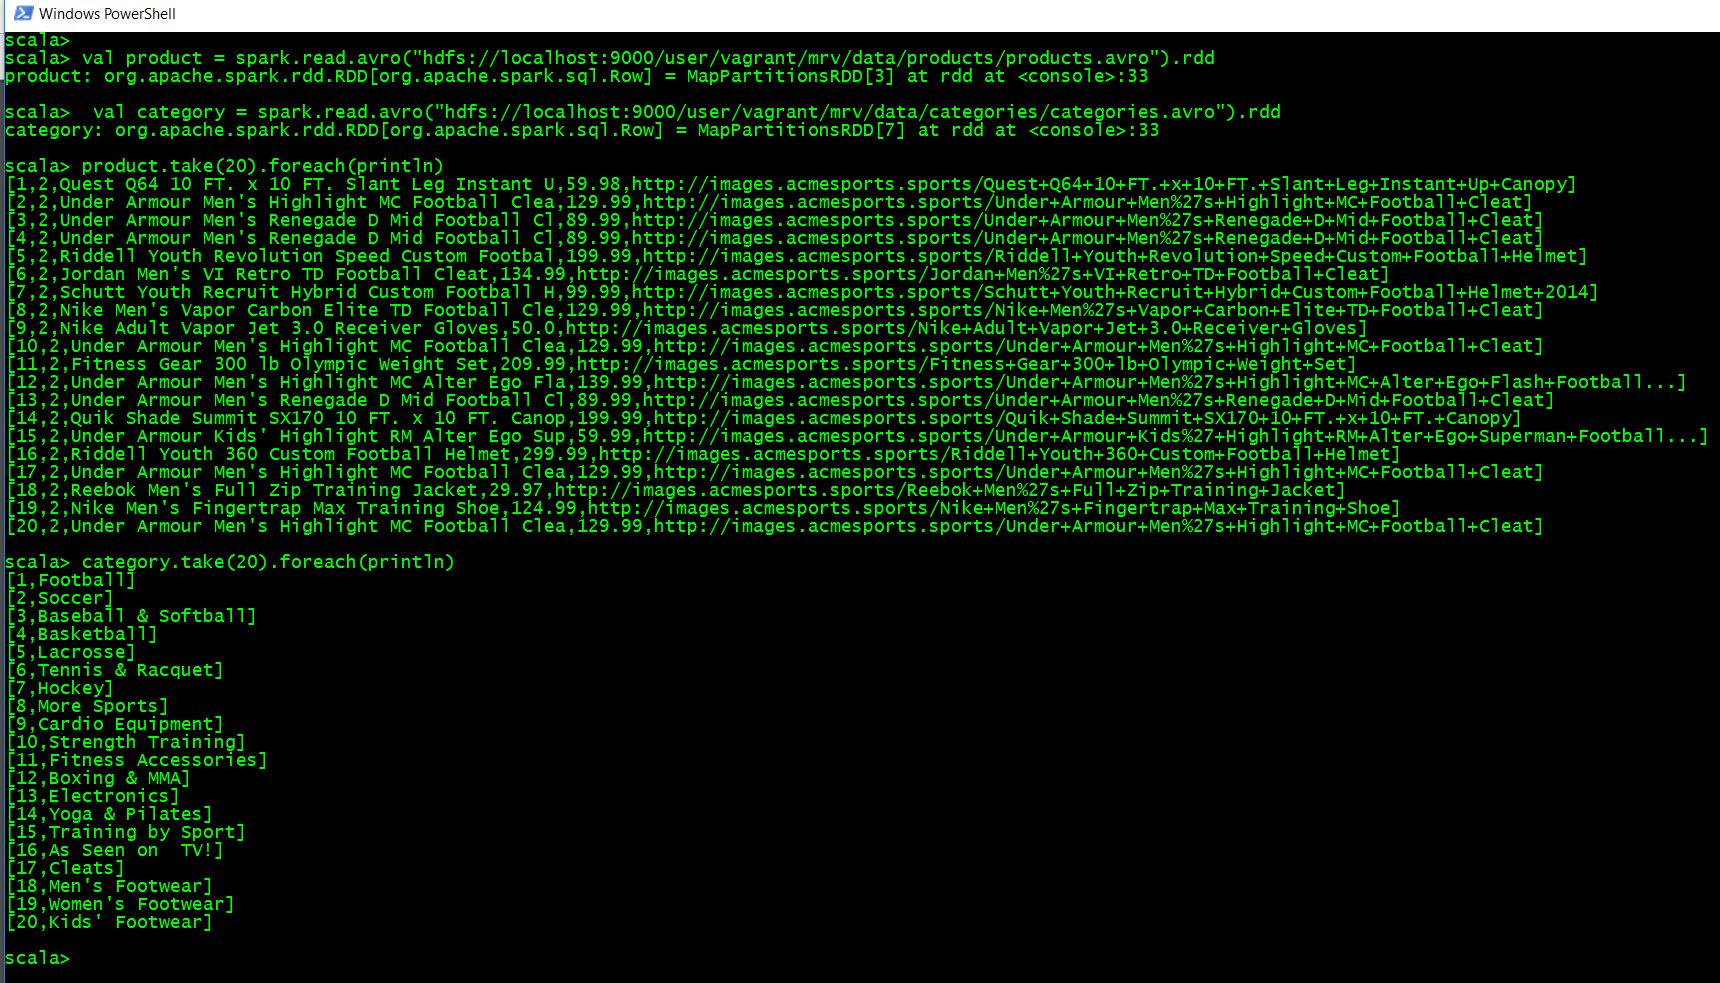 Windows PowerShell
scala>
scala> val product = spark.read.avro("hdfs://localhost:9000/user/vagrant/mrv/data/products/products.avro").rdd
product: org.apache.spark.rdd.RDD[org.apache.spark.sql.Row] = MapPartitionsRDD[3] at rdd at <console>:33
scala>  val category = spark.read.avro("hdfs://localhost:9000/user/vagrant/mrv/data/categories/categories.avro").rdd
category: org.apache.spark.rdd.RDD[org.apache.spark.sql.Row] = MapPartitionsRDD[7] at rdd at <console>:33
scala> product.take(20).foreach(println)
[1,2,Quest Q64 10 FT. x 10 FT. Slant Leg Instant U,59.98,http://images.acmesports.sports/Quest+Q64+10+FT.+x+10+FT.+Slant+Leg+Instant+Up+Canopy]
[2,2,Under Armour Men's Highlight MC Football Clea,129.99,http://images.acmesports.sports/Under+Armour+Men%27s+Highlight+MC+Football+Cleat]
[3,2,Under Armour Men's Renegade D Mid Football Cl,89.99,http://images.acmesports.sports/Under+Armour+Men%27s+Renegade+D+Mid+Football+Cleat]
[4,2,Under Armour Men's Renegade D Mid Football Cl,89.99,http://images.acmesports.sports/Under+Armour+Men%27s+Renegade+D+Mid+Football+Cleat]
[5,2,Riddell Youth Revolution Speed Custom Footbal,199.99,http://images.acmesports.sports/Riddell+Youth+Revolution+Speed+Custom+Football+Helmet]
[6,2,Jordan Men's VI Retro TD Football Cleat,134.99,http://images.acmesports.sports/Jordan+Men%27s+VI+Retro+TD+Football+Cleat]
[7,2,Schutt Youth Recruit Hybrid Custom Football H,99.99,http://images.acmesports.sports/Schutt+Youth+Recruit+Hybrid+Custom+Football+Helmet+2014]
[8,2,Nike Men's Vapor Carbon Elite TD Football Cle,129.99,http://images.acmesports.sports/Nike+Men%27s+Vapor+Carbon+Elite+TD+Football+Cleat]
[9,2,Nike Adult Vapor Jet 3.0 Receiver Gloves,50.0,http://images.acmesports.sports/Nike+Adult+Vapor+Jet+3.0+Receiver+Gloves]
[10,2,Under Armour Men's Highlight MC Football Clea,129.99,http://images.acmesports.sports/Under+Armour+Men%27s+Highlight+MC+Football+Cleat]
[11,2,Fitness Gear 300 lb Olympic Weight Set,209.99,http://images.acmesports.sports/Fitness+Gear+300+lb+Olympic+Weight+Set]
[12,2,Under Armour Men's Highlight MC Alter Ego Fla,139.99,http://images.acmesports.sports/Under+Armour+Men%27s+Highlight+MC+Alter+Ego+Flash+Football...]
[13,2,Under Armour Men's Renegade D Mid Football Cl,89.99,http://images.acmesports.sports/Under+Armour+Men%27s+Renegade+D+Mid+Football+Cleat]
[14,2,Quik Shade Summit SX170 10 FT. x 10 FT. Canop,199.99,http://images.acmesports.sports/Quik+Shade+Summit+SX170+10+FT.+x+10+FT.+Canopy]
[15,2,Under Armour Kids' Highlight RM Alter Ego Sup,59.99,http://images.acmesports.sports/Under+Armour+Kids%27+Highlight+RM+Alter+Ego+Superman+Football...]
[16,2,Riddell Youth 360 Custom Football Helmet,299.99,http://images.acmesports.sports/Riddell+Youth+360+Custom+Football+Helmet]
[17,2,Under Armour Men's Highlight MC Football Clea,129.99,http://images.acmesports.sports/Under+Armour+Men%27s+Highlight+MC+Football+Cleat]
[18,2,Reebok Men's Full Zip Training Jacket,29.97,http://images.acmesports.sports/Reebok+Men%27s+Full+Zip+Training+Jacket]
[19,2,Nike Men's Fingertrap Max Training Shoe,124.99,http://images.acmesports.sports/Nike+Men%27s+Fingertrap+Max+Training+Shoe]
[20,2,Under Armour Men's Highlight MC Football Clea,129.99,http://images.acmesports.sports/Under+Armour+Men%27s+Highlight+MC+Football+Cleat]
scala> category.take(20).foreach(println)
[1,Football]
[2,Soccer]
[3,Baseball & Softball]
[4,Basketball]
[5,Lacrosse]
[6,Tennis & Racquet]
[7,Hockey]
[8,More Sports]
[9,Cardio Equipment]
[10,Strength Training]
[11,Fitness Accessories]
[12,Boxing & MMA]
[13,Electronics]
[14,Yoga & Pilates]
[15,Training by Sport]
[16,As Seen on  TV!]
[17,Cleats]
[18,Men's Footwear]
[19,Women's Footwear]
[20,Kids' Footwear]
scala>